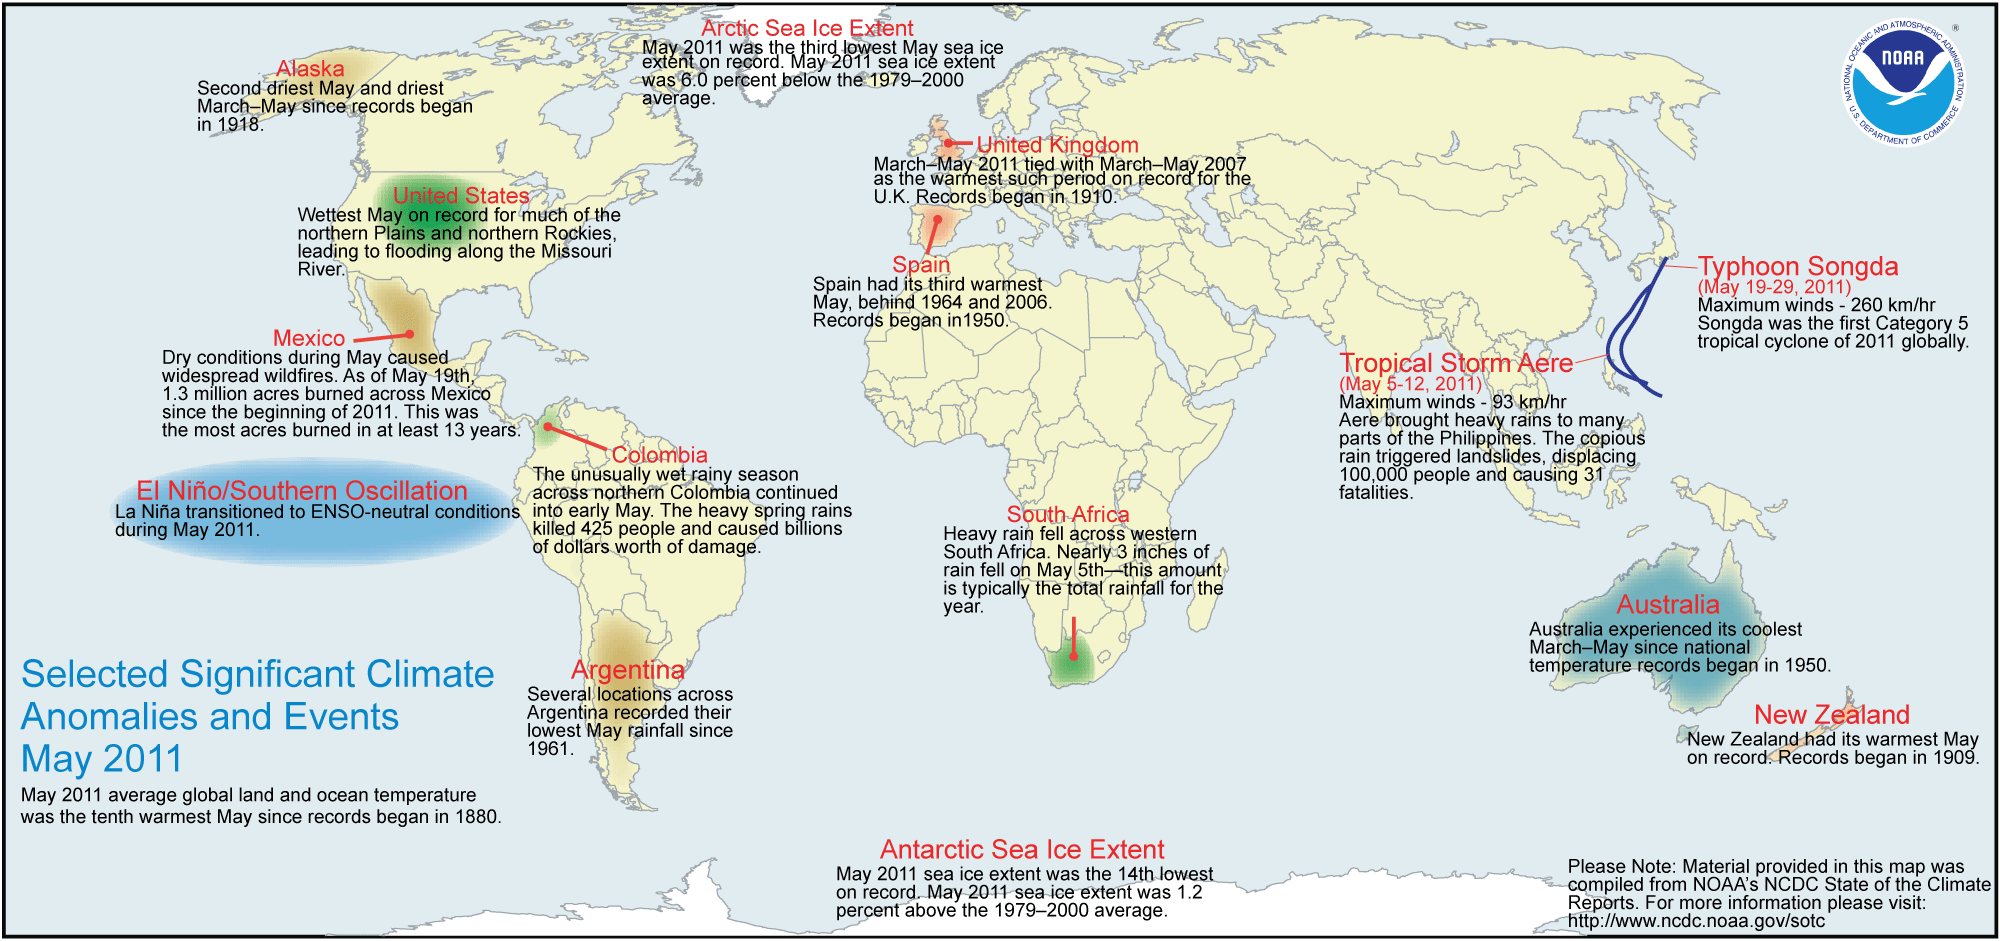 Arctic Sea Ice Extent
May 2011 was the third lowest May sea ice
extent on record. May 2011 sea ice extent
was 6.0 percent below the 1979–2000
average.
NATIONAL OCEANIC AND ATMOSPHERIC ADMINISTRATION
U.S. DEPARTMENT OF COMMERCE
NOAA
®
Alaska
Second driest May and driest
March–May since records began
in 1918.
United Kingdom
March–May 2011 tied with March–May 2007
as the warmest such period on record for the
U.K. Records began in 1910.
United States
Wettest May on record for much of the
northern Plains and northern Rockies,
leading to flooding along the Missouri
River.
Spain
Spain had its third warmest
May, behind 1964 and 2006.
Records began in1950.
Typhoon Songda
(May 19-29, 2011)
Maximum winds - 260 km/hr
Songda was the first Category 5
tropical cyclone of 2011 globally.
Mexico
Dry conditions during May caused
widespread wildfires. As of May 19th,
1.3 million acres burned across Mexico
since the beginning of 2011. This was
the most acres burned in at least 13 years.
Tropical Storm Aere
(May 5-12, 2011)
Maximum winds - 93 km/hr
Aere brought heavy rains to many
parts of the Philippines. The copious
rain triggered landslides, displacing
100,000 people and causing 31
fatalities.
Colombia
The unusually wet rainy season
across northern Colombia continued
into early May. The heavy spring rains
killed 425 people and caused billions
of dollars worth of damage.
El Niño/Southern Oscillation
La Niña transitioned to ENSO-neutral conditions
during May 2011.
South Africa
Heavy rain fell across western
South Africa. Nearly 3 inches of
rain fell on May 5th—this amount
is typically the total rainfall for the
year.
Australia
Australia experienced its coolest
March–May since national
temperature records began in 1950.
Argentina
Several locations across
Argentina recorded their
lowest May rainfall since
1961.
New Zealand
New Zealand had its warmest May
on record. Records began in 1909.
Selected Significant Climate
Anomalies and Events
May 2011
May 2011 average global land and ocean temperature
was the tenth warmest May since records began in 1880.
Antarctic Sea Ice Extent
May 2011 sea ice extent was the 14th lowest
on record. May 2011 sea ice extent was 1.2
percent above the 1979–2000 average.
Please Note: Material provided in this map was
compiled from NOAA's NCDC State of the Climate
Reports. For more information please visit:
http://www.ncdc.noaa.gov/sotc